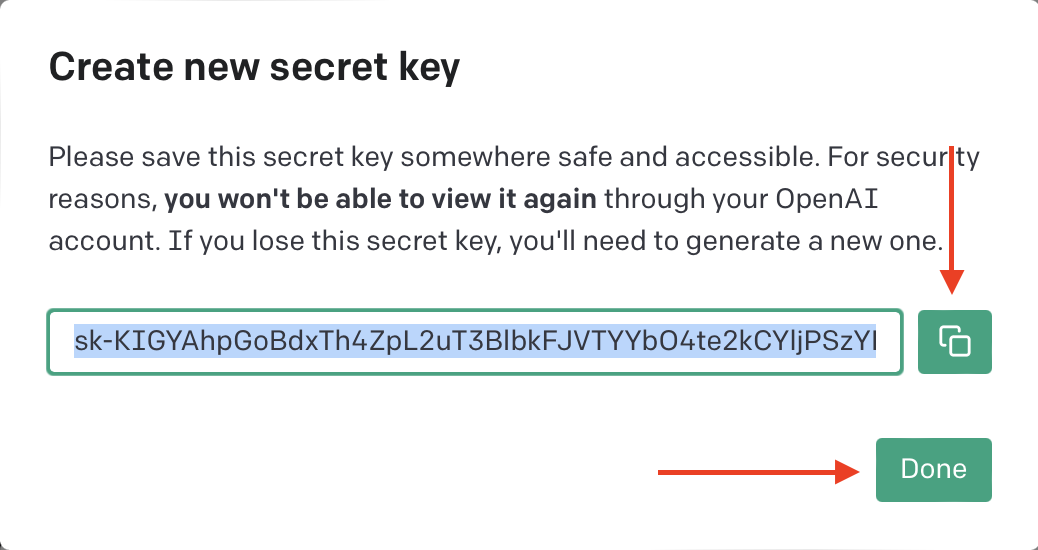 Create new secret key
Please save this secret key somewhere safe and accessible. For security
reasons, you won't be able to view it again through your OpenAI
account. If you lose this secret key, you'll need to generate a new one.
sk-KIGYAhpGoBdxTh4ZpL2uT3BlbkFJVTYYbO4te2kCYljPSzY
Done